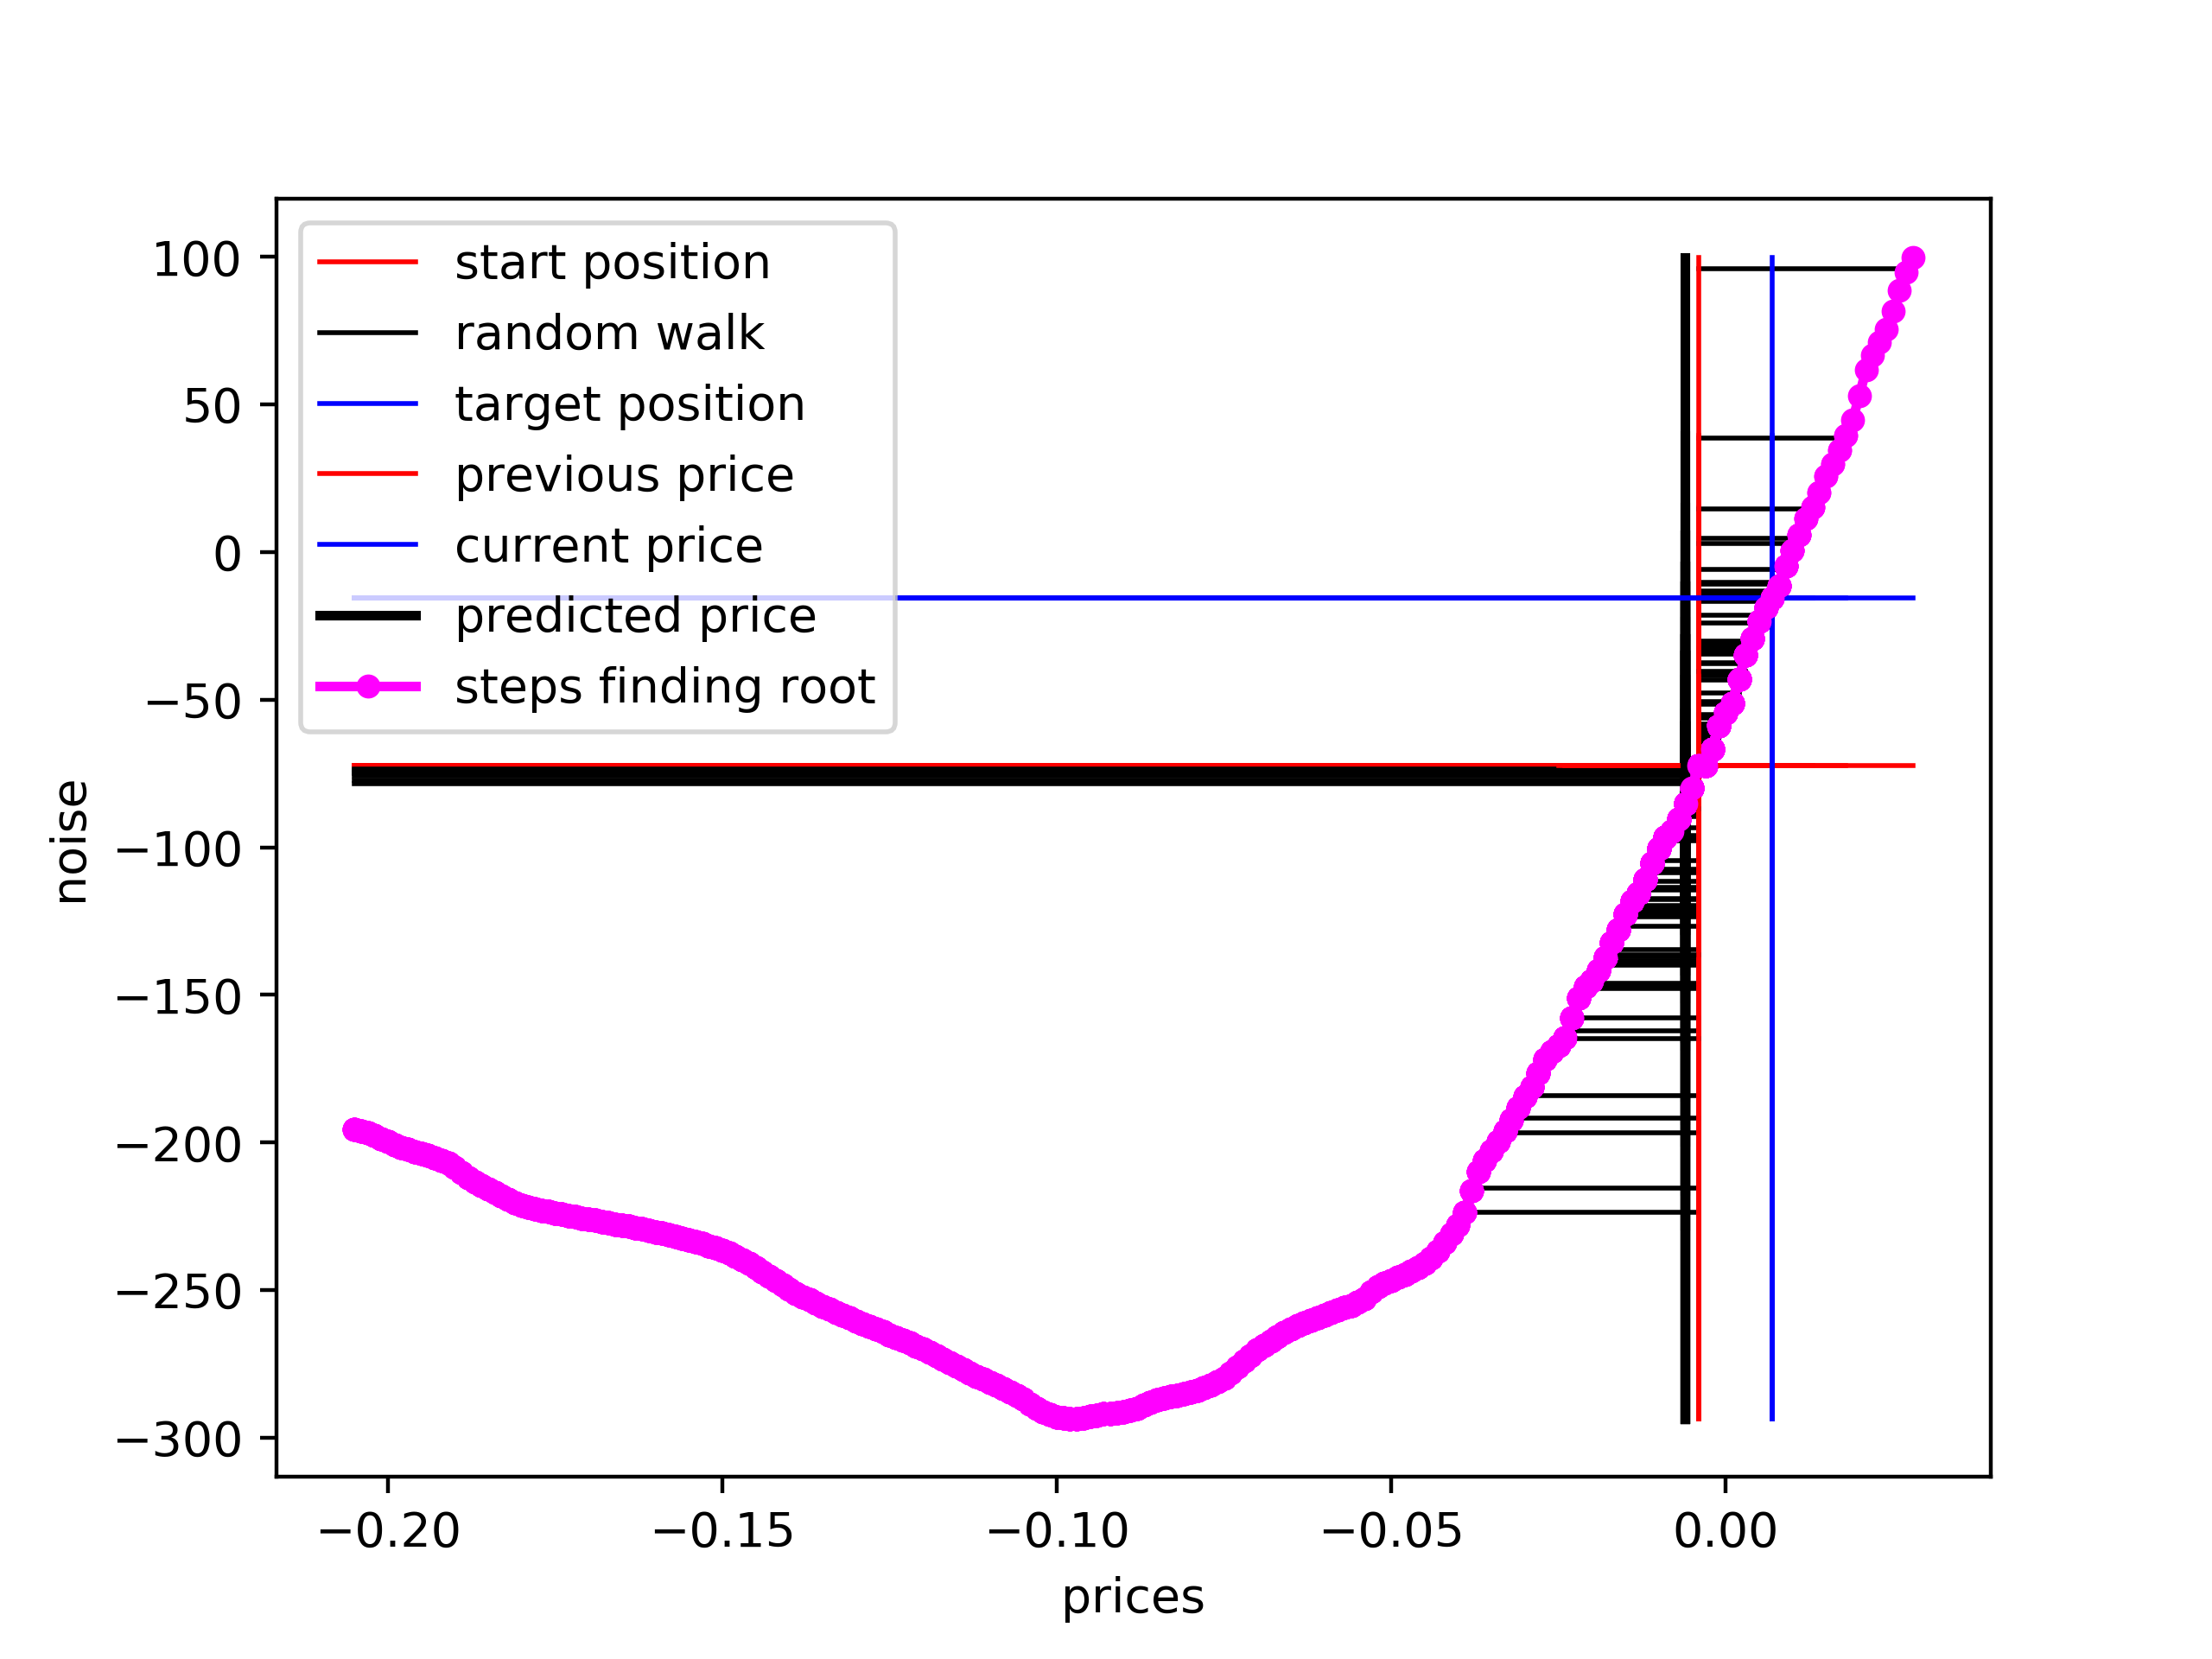 start position
random walk
target position
previous price
current price
predicted price
steps finding root
100
50
0
−50
−100
−150
−200
−250
−300
noise
−0.20 −0.15 −0.10 −0.05 0.00
prices